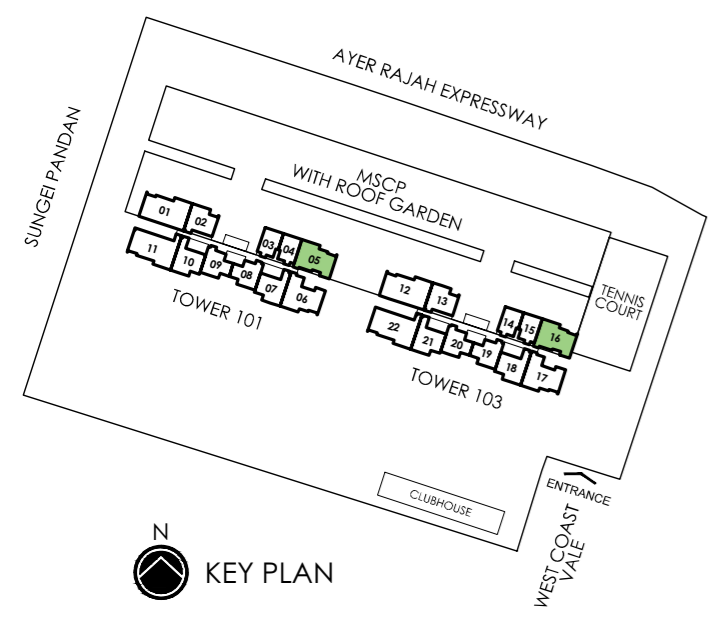 AYER RAJAH EXPRESSWAY
SUNGEI PANDAN
MSCP
WITH ROOF GARDEN
01
02
03
04
05
11
10
09
08
07
06
TOWER 101
12
13
14
15
16
22
21
20
19
18
17
TOWER 103
TENNIS
COURT
CLUBHOUSE
ENTRANCE
WEST COAST
VALE
N
KEY PLAN